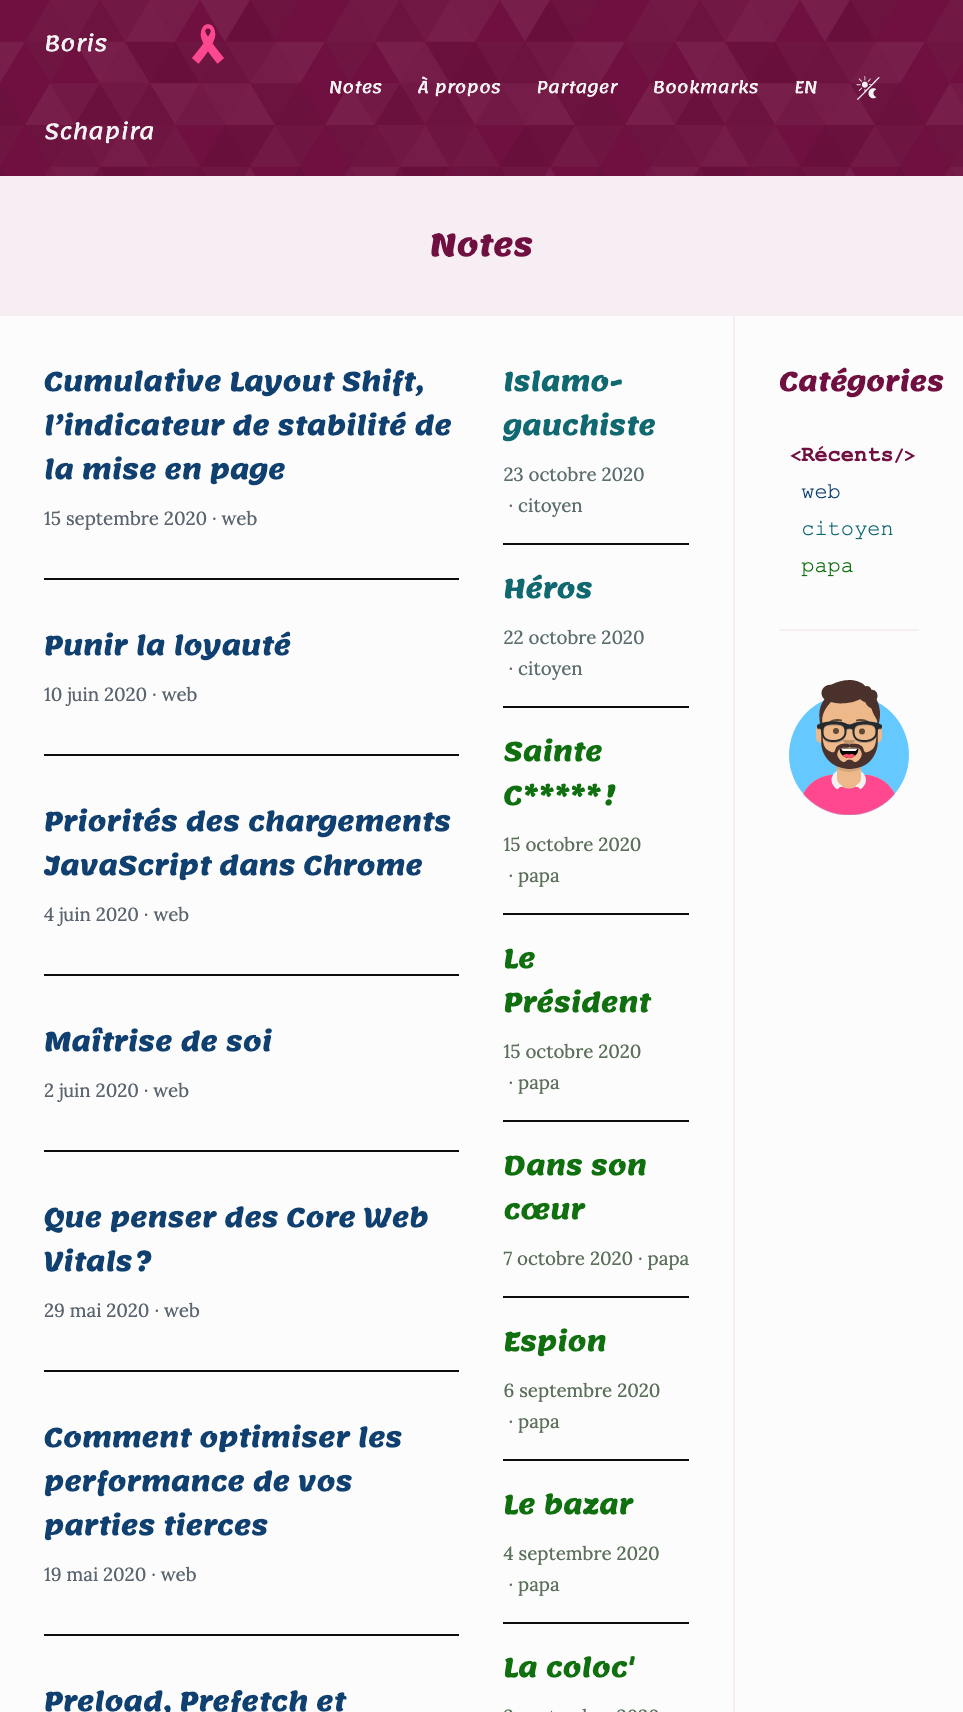 Boris
Schapira
Notes À propos Partager Bookmarks EN
Notes
Cumulative Layout Shift,
l’indicateur de stabilité de
la mise en page
15 septembre 2020 · web
Punir la loyauté
10 juin 2020 · web
Priorités des chargements
JavaScript dans Chrome
4 juin 2020 · web
Maîtrise de soi
2 juin 2020 · web
Que penser des Core Web
Vitals ?
29 mai 2020 · web
Comment optimiser les
performance de vos
parties tierces
19 mai 2020 · web
Preload, Prefetch et
Islamo-
gauchiste
23 octobre 2020
· citoyen
Héros
22 octobre 2020
· citoyen
Sainte
C***** !
15 octobre 2020
· papa
Le
Président
15 octobre 2020
· papa
Dans son
cœur
7 octobre 2020 · papa
Espion
6 septembre 2020
· papa
Le bazar
4 septembre 2020
· papa
La coloc'
Catégories
<Récents/>
web
citoyen
papa